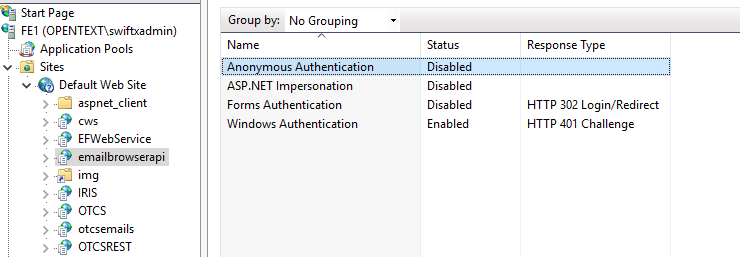 Start Page
FE1 (OPENTEXT\swiftxadmin)
Application Pools
Sites
Default Web Site
aspnet_client
cws
EFWebService
emailbrowserapi
img
IRIS
OTCS
otcsemails
OTCSREST
Group by: No Grouping
Name Status Response Type
Anonymous Authentication Disabled
ASP.NET Impersonation Disabled
Forms Authentication Disabled HTTP 302 Login/Redirect
Windows Authentication Enabled HTTP 401 Challenge